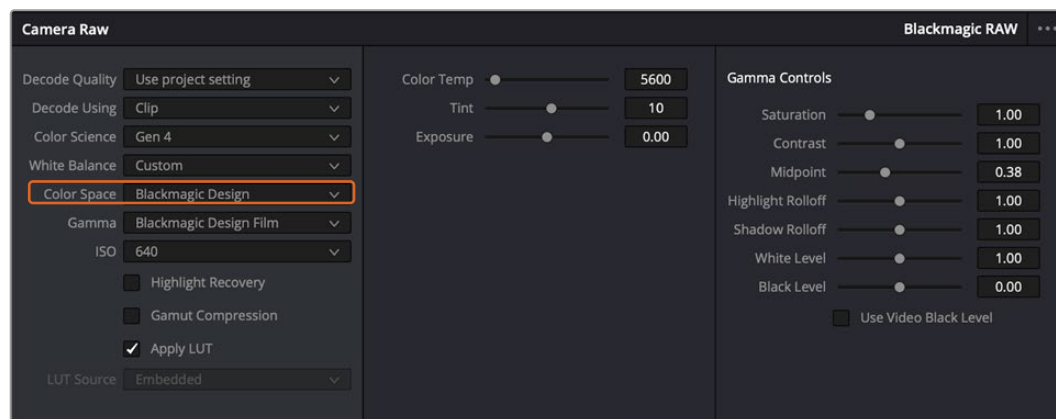 Camera Raw
Blackmagic RAW
Decode Quality Use project setting
Decode Using Clip
Color Science Gen 4
White Balance Custom
Color Space Blackmagic Design
Gamma Blackmagic Design Film
ISO 640
Highlight Recovery
Gamut Compression
Apply LUT
LUT Source Embedded
Color Temp 5600
Tint 10
Exposure 0.00
Gamma Controls
Saturation 1.00
Contrast 1.00
Midpoint 0.38
Highlight Rolloff 1.00
Shadow Rolloff 1.00
White Level 1.00
Black Level 0.00
Use Video Black Level